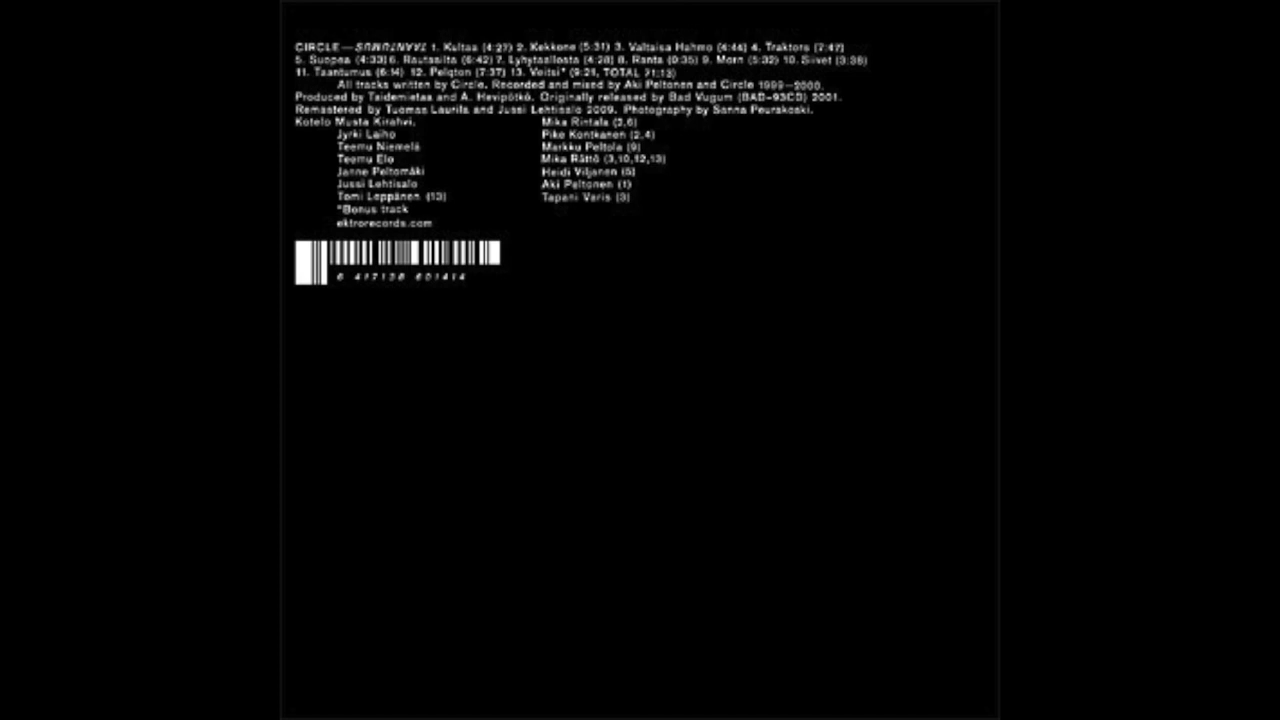 CIRCLE — TAANTUMUS 1. Kultaa (4:27) 2. Kekkone (5:31) 3. Valtaisa Hahmo (4:44) 4. Traktors (7:47)
5. Suopea (4:33) 6. Rautasilta (6:42) 7. Lyhytaallosta (4:28) 8. Ranta (0:35) 9. Morn (5:32) 10. Siivet (3:38)
11. Taantumus (6:14) 12. Pelqton (7:37) 13. Veitsi* (9:21, TOTAL 71:13)
All tracks written by Circle. Recorded and mixed by Aki Peltonen and Circle 1999–2000.
Produced by Taidemistaa and A. Hevipötkö. Originally released by Bad Vugum (BAD-93CD) 2001.
Remastered by Tuomas Laurila and Jussi Lehtisalo 2009. Photography by Sanna Peurakoski.
Kotelo Musta Kirahvi.
Jyrki Laiho
Teemu Niemelä
Teemu Elo
Janne Peltomäki
Jussi Lehtisalo
Tomi Leppänen (13)
*Bonus track
ektrorecords.com
Mika Rintala (2,6)
Pike Kontkanen (2,4)
Markku Peltola (9)
Mika Rättö (3,10,12,13)
Heidi Viljanen (5)
Aki Peltonen (1)
Tapani Varis (3)
6 417138 601414